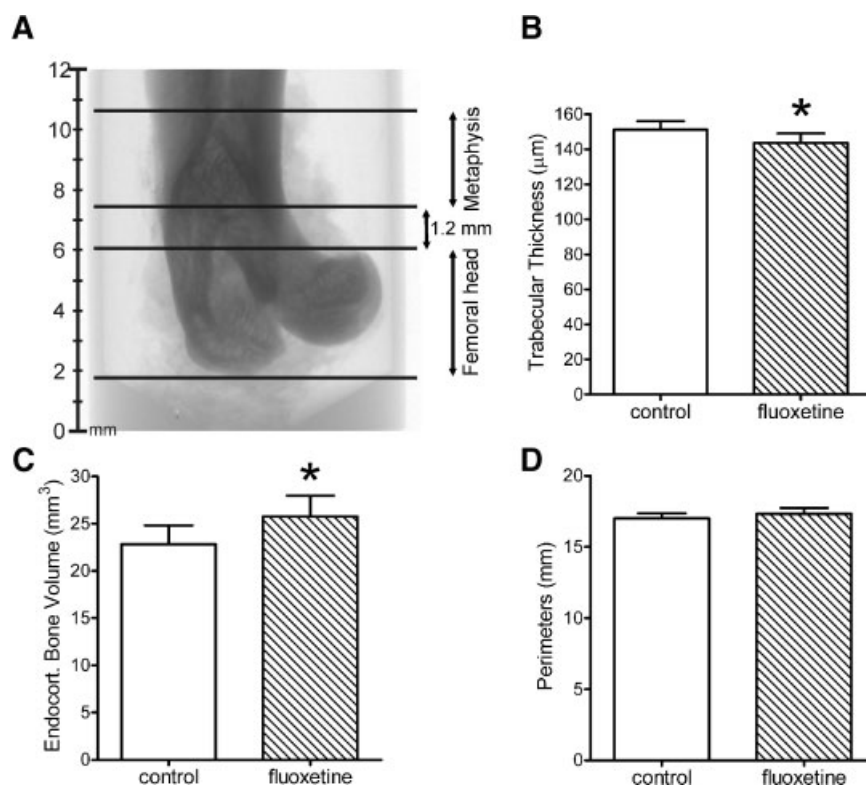 A
12
10
8
6
4
2
0
mm
Metaphysis
1.2 mm
Femoral head
B
Trabecular Thickness (μm)
160
140
120
100
80
60
40
20
0
*
control
fluoxetine
C
Endocort. Bone Volume (mm³)
30
25
20
15
10
5
0
*
control
fluoxetine
D
Perimeters (mm)
20
15
10
5
0
control
fluoxetine